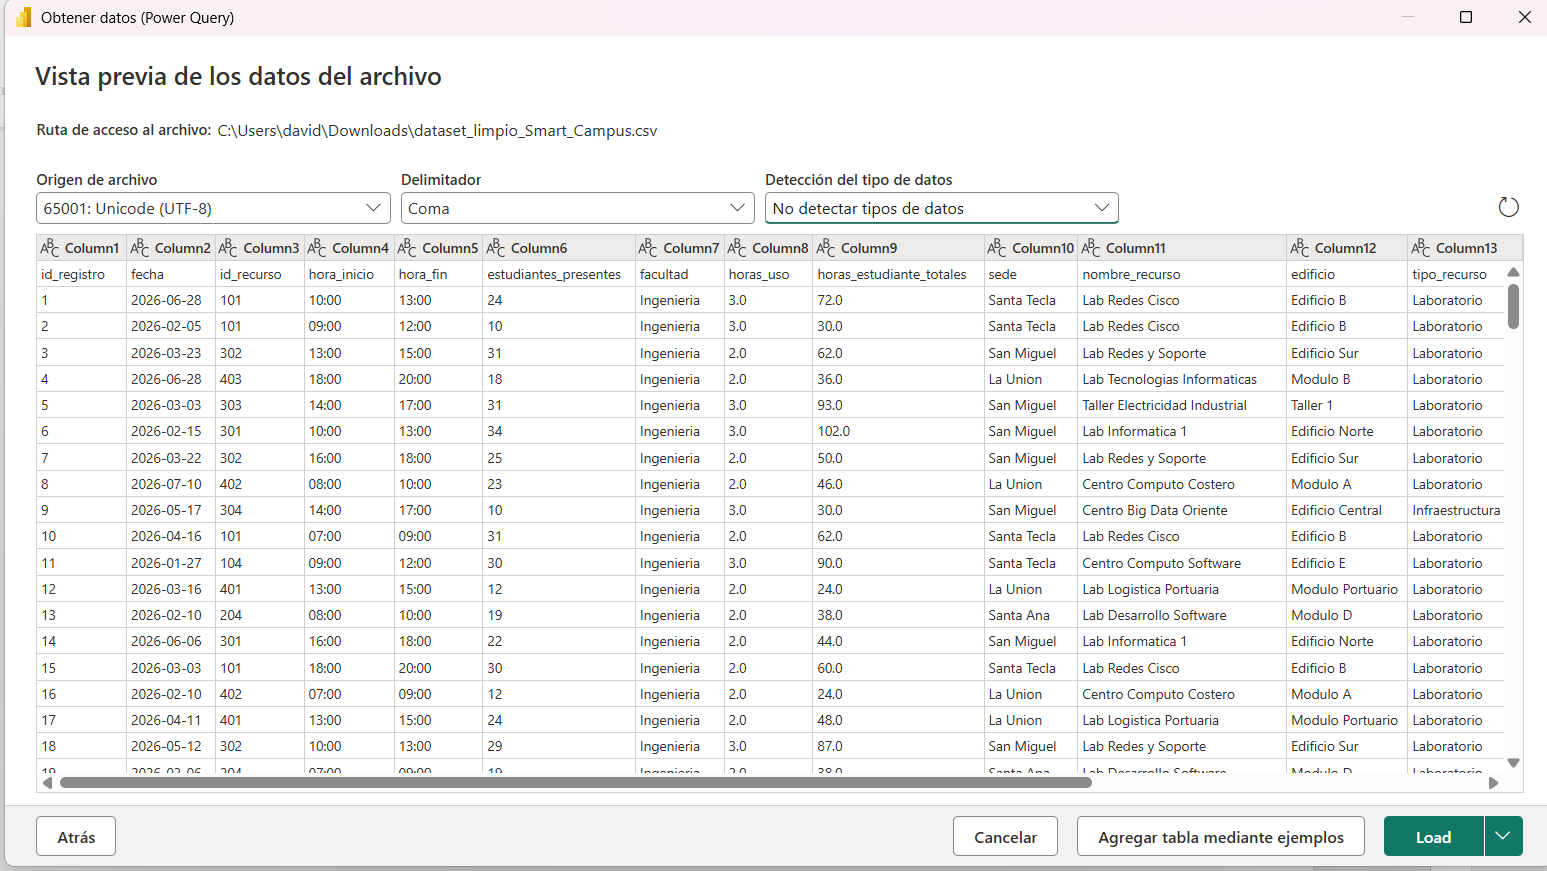 Obtener datos (Power Query)
Vista previa de los datos del archivo
Ruta de acceso al archivo: C:\Users\david\Downloads\dataset_limpio_Smart_Campus.csv
Origen de archivo Delimitador Detección del tipo de datos
65001: Unicode (UTF-8) Coma No detectar tipos de datos
Column1 Column2 Column3 Column4 Column5 Column6 Column7 Column8 Column9 Column10 Column11 Column12 Column13
id_registro fecha id_recurso hora_inicio hora_fin estudiantes_presentes facultad horas_uso horas_estudiante_totales sede nombre_recurso edificio tipo_recurso
1 2026-06-28 101 10:00 13:00 24 Ingenieria 3.0 72.0 Santa Tecla Lab Redes Cisco Edificio B Laboratorio
2 2026-02-05 101 09:00 12:00 10 Ingenieria 3.0 30.0 Santa Tecla Lab Redes Cisco Edificio B Laboratorio
3 2026-03-23 302 13:00 15:00 31 Ingenieria 2.0 62.0 San Miguel Lab Redes y Soporte Edificio Sur Laboratorio
4 2026-06-28 403 18:00 20:00 18 Ingenieria 2.0 36.0 La Union Lab Tecnologias Informaticas Modulo B Laboratorio
5 2026-03-03 303 14:00 17:00 31 Ingenieria 3.0 93.0 San Miguel Taller Electricidad Industrial Taller 1 Laboratorio
6 2026-02-15 301 10:00 13:00 34 Ingenieria 3.0 102.0 San Miguel Lab Informatica 1 Edificio Norte Laboratorio
7 2026-03-22 302 16:00 18:00 25 Ingenieria 2.0 50.0 San Miguel Lab Redes y Soporte Edificio Sur Laboratorio
8 2026-07-10 402 08:00 10:00 23 Ingenieria 2.0 46.0 La Union Centro Computo Costero Modulo A Laboratorio
9 2026-05-17 304 14:00 17:00 10 Ingenieria 3.0 30.0 San Miguel Centro Big Data Oriente Edificio Central Infraestructura
10 2026-04-16 101 07:00 09:00 31 Ingenieria 2.0 62.0 Santa Tecla Lab Redes Cisco Edificio B Laboratorio
11 2026-01-27 104 09:00 12:00 30 Ingenieria 3.0 90.0 Santa Tecla Centro Computo Software Edificio E Laboratorio
12 2026-03-16 401 13:00 15:00 12 Ingenieria 2.0 24.0 La Union Lab Logistica Portuaria Modulo Portuario Laboratorio
13 2026-02-10 204 08:00 10:00 19 Ingenieria 2.0 38.0 Santa Ana Lab Desarrollo Software Modulo D Laboratorio
14 2026-06-06 301 16:00 18:00 22 Ingenieria 2.0 44.0 San Miguel Lab Informatica 1 Edificio Norte Laboratorio
15 2026-03-03 101 18:00 20:00 30 Ingenieria 2.0 60.0 Santa Tecla Lab Redes Cisco Edificio B Laboratorio
16 2026-02-10 402 07:00 09:00 12 Ingenieria 2.0 24.0 La Union Centro Computo Costero Modulo A Laboratorio
17 2026-04-11 401 13:00 15:00 24 Ingenieria 2.0 48.0 La Union Lab Logistica Portuaria Modulo Portuario Laboratorio
18 2026-05-12 302 10:00 13:00 29 Ingenieria 3.0 87.0 San Miguel Lab Redes y Soporte Edificio Sur Laboratorio
19 2026-02-06 204 07:00 09:00 19 Ingenieria 2.0 38.0 Santa Ana Lab Desarrollo Software Modulo D Laboratorio
Atrás Cancelar Agregar tabla mediante ejemplos Load